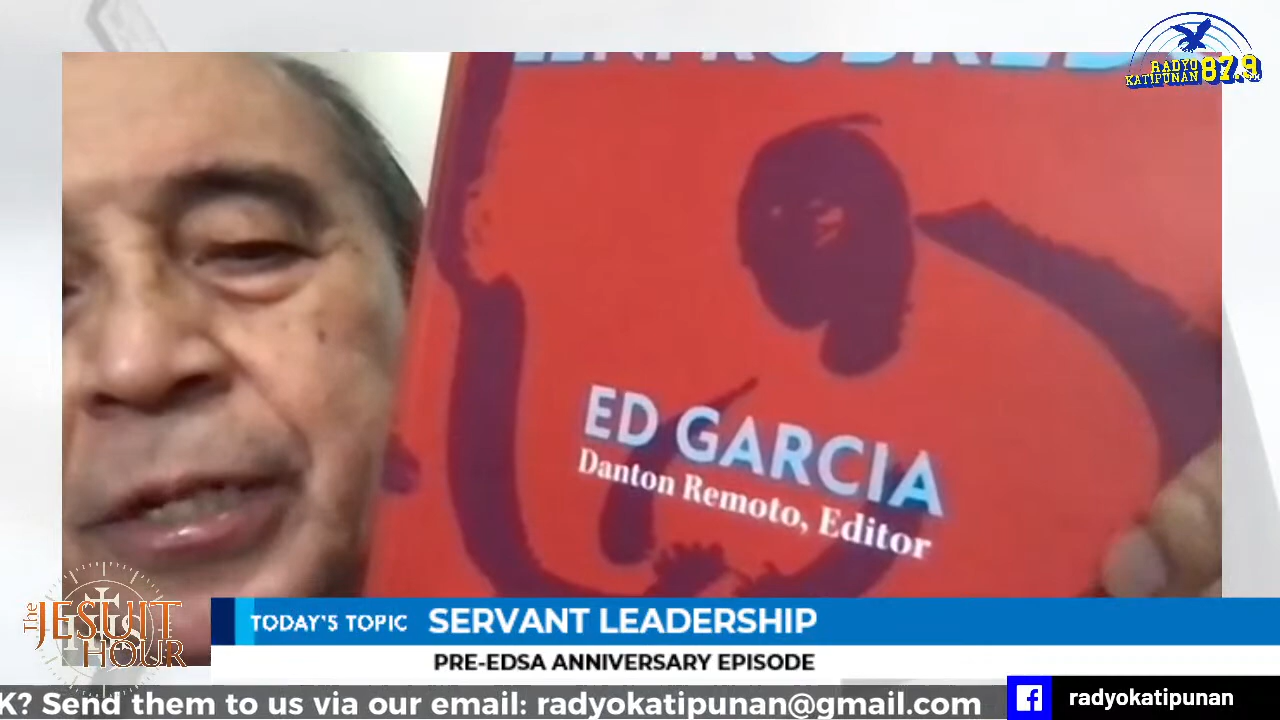 RADYO
KATIPUNAN 87.9
ED GARCIA
Danton Remoto, Editor
The
JESUIT
HOUR
TODAY'S TOPIC SERVANT LEADERSHIP
PRE-EDSA ANNIVERSARY EPISODE
K? Send them to us via our email: radyokatipunan@gmail.com
radyokatipunan